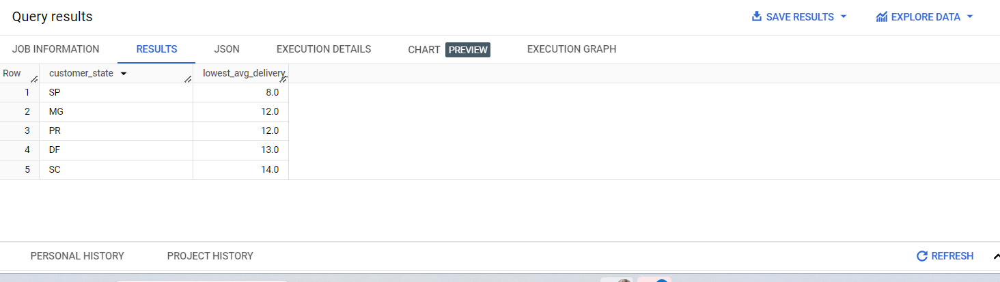 Query results SAVE RESULTS EXPLORE DATA
JOB INFORMATION RESULTS JSON EXECUTION DETAILS CHART PREVIEW EXECUTION GRAPH
Row customer_state lowest_avg_delivery_
1 SP 8.0
2 MG 12.0
3 PR 12.0
4 DF 13.0
5 SC 14.0
PERSONAL HISTORY PROJECT HISTORY REFRESH